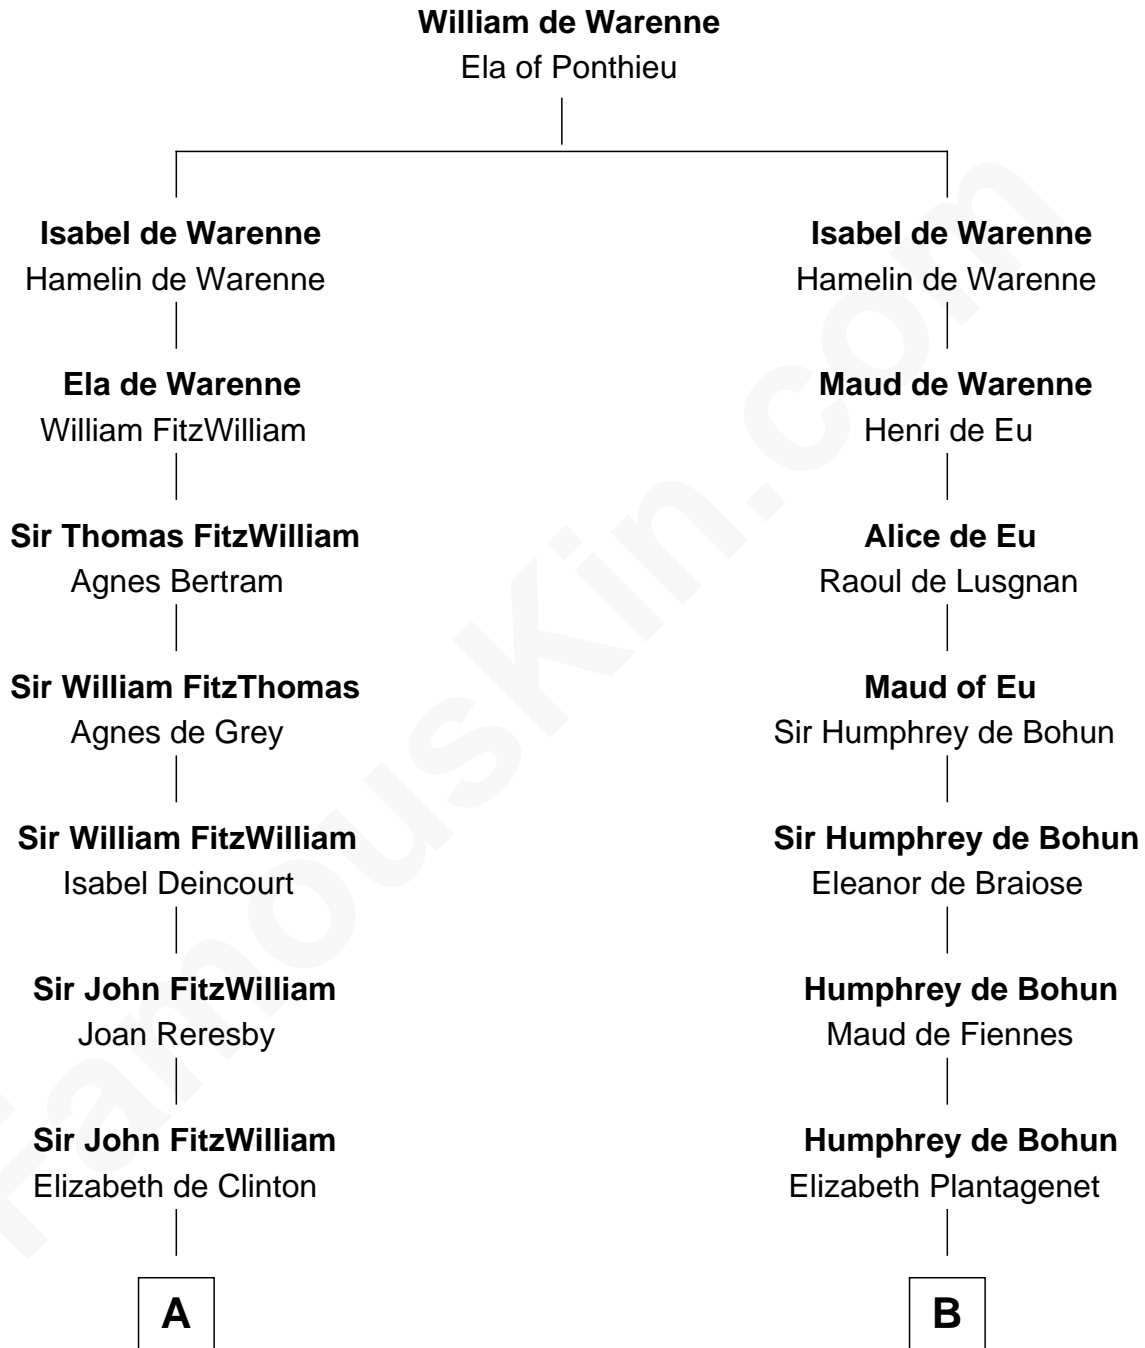 William de Warenne
Ela of Ponthieu
Isabel de Warenne
Hamelin de Warenne
Isabel de Warenne
Hamelin de Warenne
Ela de Warenne
William FitzWilliam
Maud de Warenne
Henri de Eu
Sir Thomas FitzWilliam
Agnes Bertram
Alice de Eu
Raoul de Lusgnan
Sir William FitzThomas
Agnes de Grey
Maud of Eu
Sir Humphrey de Bohun
Sir William FitzWilliam
Isabel Deincourt
Sir Humphrey de Bohun
Eleanor de Braiose
Sir John FitzWilliam
Joan Reresby
Humphrey de Bohun
Maud de Fiennes
Sir John FitzWilliam
Elizabeth de Clinton
Humphrey de Bohun
Elizabeth Plantagenet
A
B
FamousKin.com